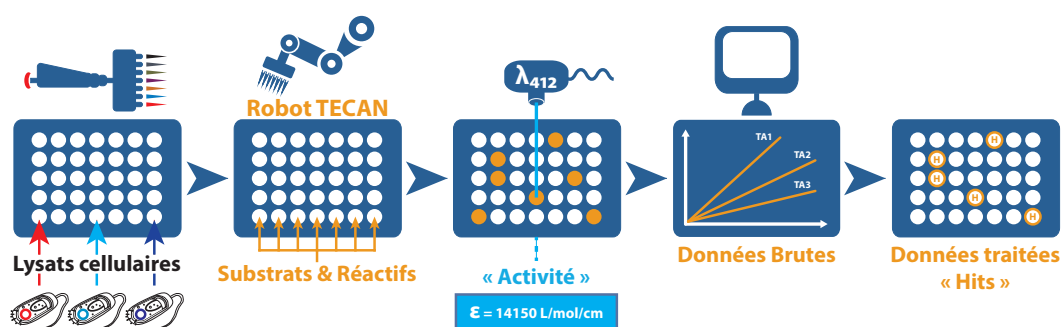 Lysats cellulaires
Robot TECAN
Substrats & Réactifs
λ412
« Activité »
ε = 14150 L/mol/cm
TA1
TA2
TA3
Données Brutes
H
H
H
H
H
Données traitées
« Hits »